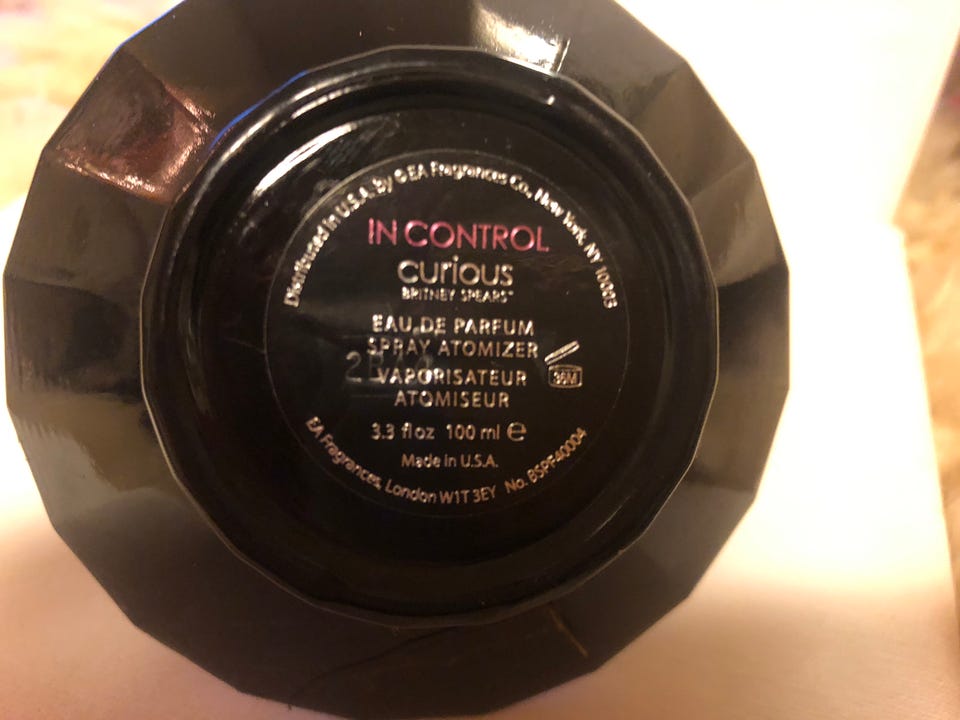 Distributed in U.S.A. by © EA Fragrances Co., New York, NY 10003
IN CONTROL
curious
BRITNEY SPEARS™
EAU DE PARFUM
SPRAY ATOMIZER
VAPORISATEUR
ATOMISEUR
36M
3.3 fl oz 100 ml ℮
Made in U.S.A.
EA Fragrances, London W1T 3EY No. BSPF40004